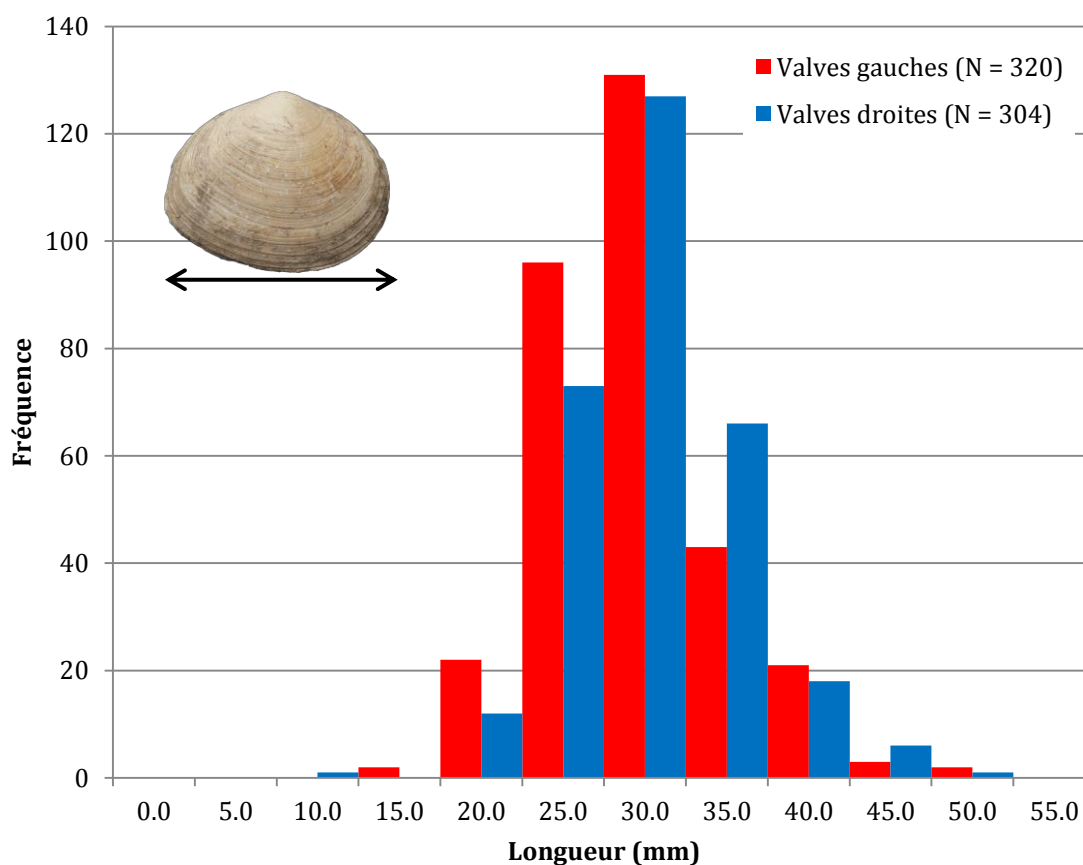 Valves gauches (N = 320)
Valves droites (N = 304)
Fréquence
140
120
100
80
60
40
20
0
0.0 5.0 10.0 15.0 20.0 25.0 30.0 35.0 40.0 45.0 50.0 55.0
Longueur (mm)